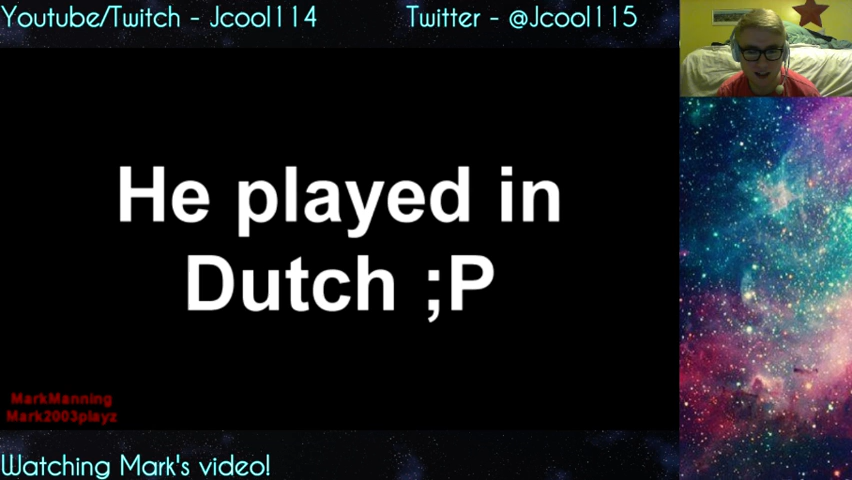 Youtube/Twitch - Jcool114
Twitter - @Jcool115
He played in
Dutch ;P
MarkManning
Mark2003playz
Watching Mark's video!